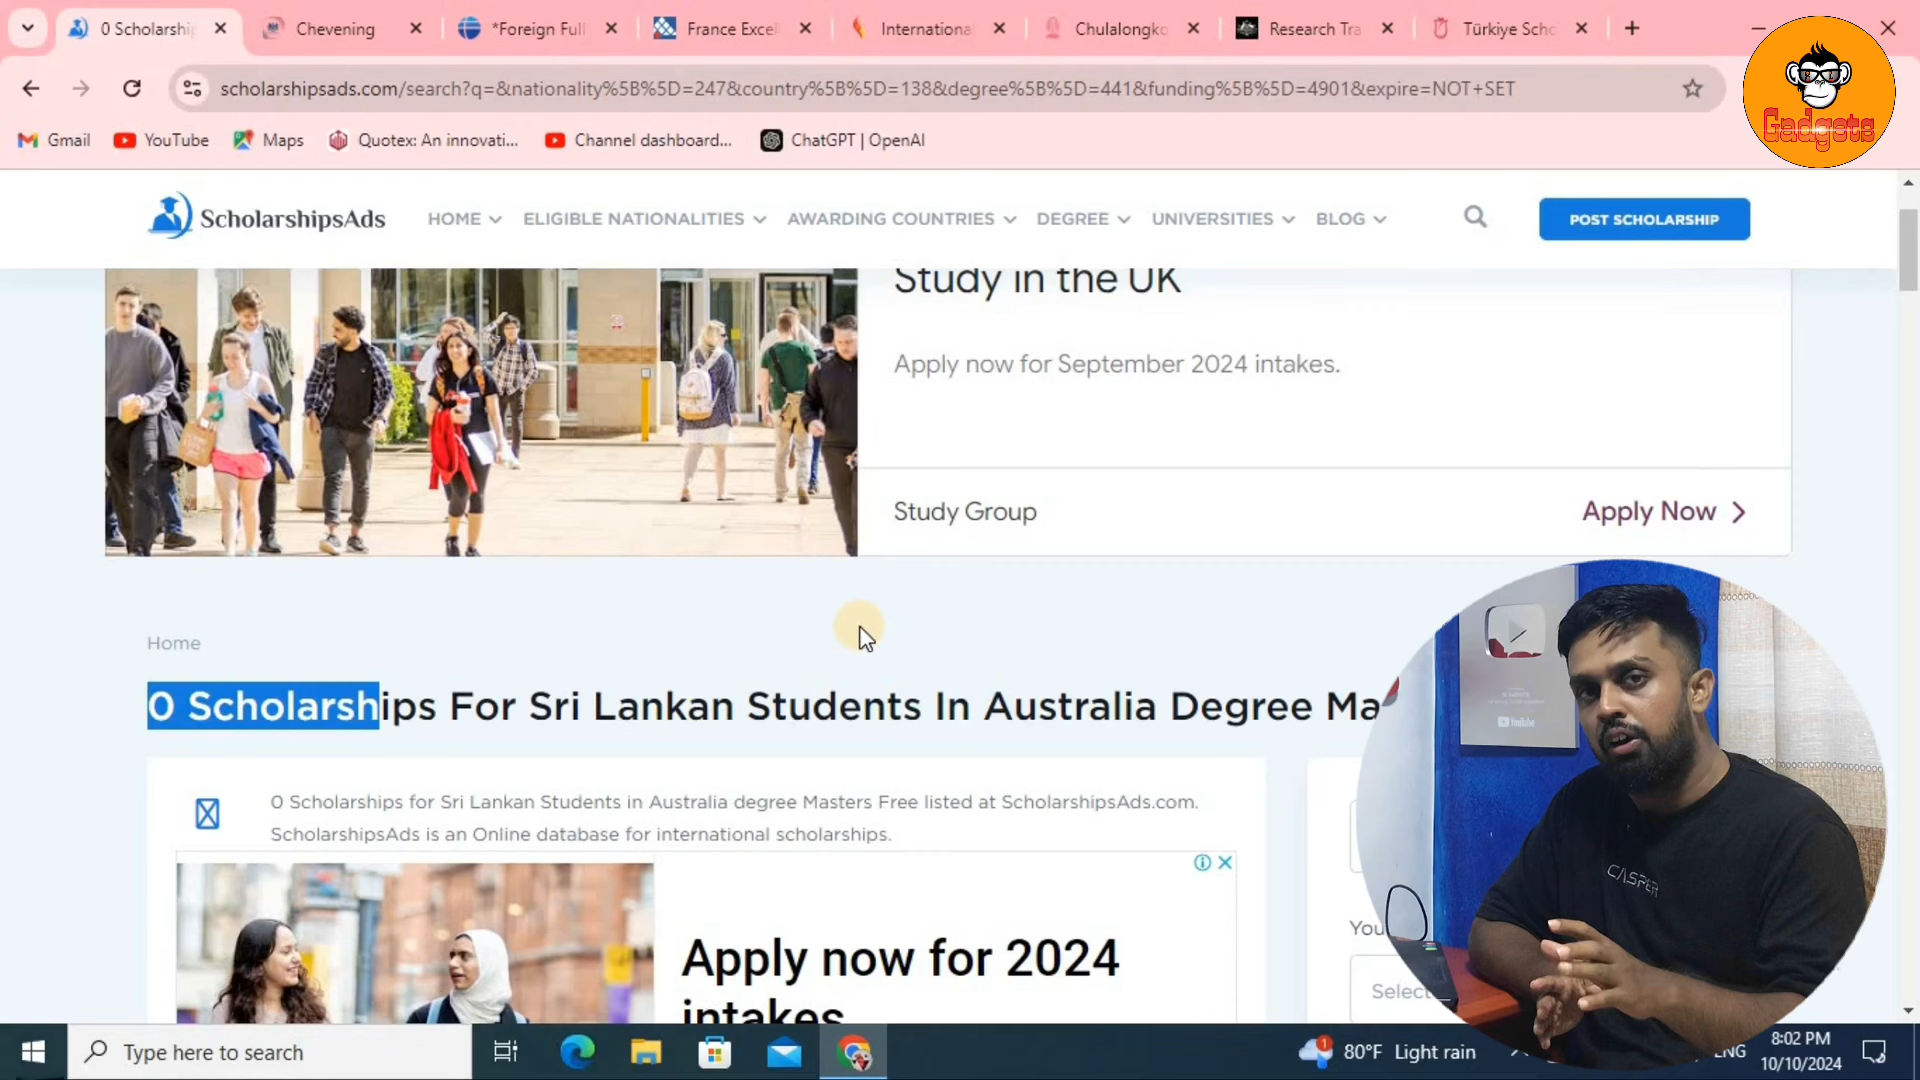 0 Scholarship
Chevening
*Foreign Full
France Excel
Internationa
Chulalongko
Research Tra
Türkiye Scho
scholarshipsads.com/search?q=&nationality%5B%5D=247&country%5B%5D=138&degree%5B%5D=441&funding%5B%5D=4901&expire=NOT+SET
Gadgets
Gmail
YouTube
Maps
Quotex: An innovati...
Channel dashboard...
ChatGPT | OpenAI
ScholarshipsAds
HOME
ELIGIBLE NATIONALITIES
AWARDING COUNTRIES
DEGREE
UNIVERSITIES
BLOG
POST SCHOLARSHIP
Study in the UK
Apply now for September 2024 intakes.
Study Group
Apply Now
Home
0 Scholarships For Sri Lankan Students In Australia Degree Ma
YouTube
0 Scholarships for Sri Lankan Students in Australia degree Masters Free listed at ScholarshipsAds.com.
ScholarshipsAds is an Online database for international scholarships.
CASPER
You
Select
Apply now for 2024
intakes
Type here to search
1
80°F Light rain
ENG
8:02 PM
10/10/2024